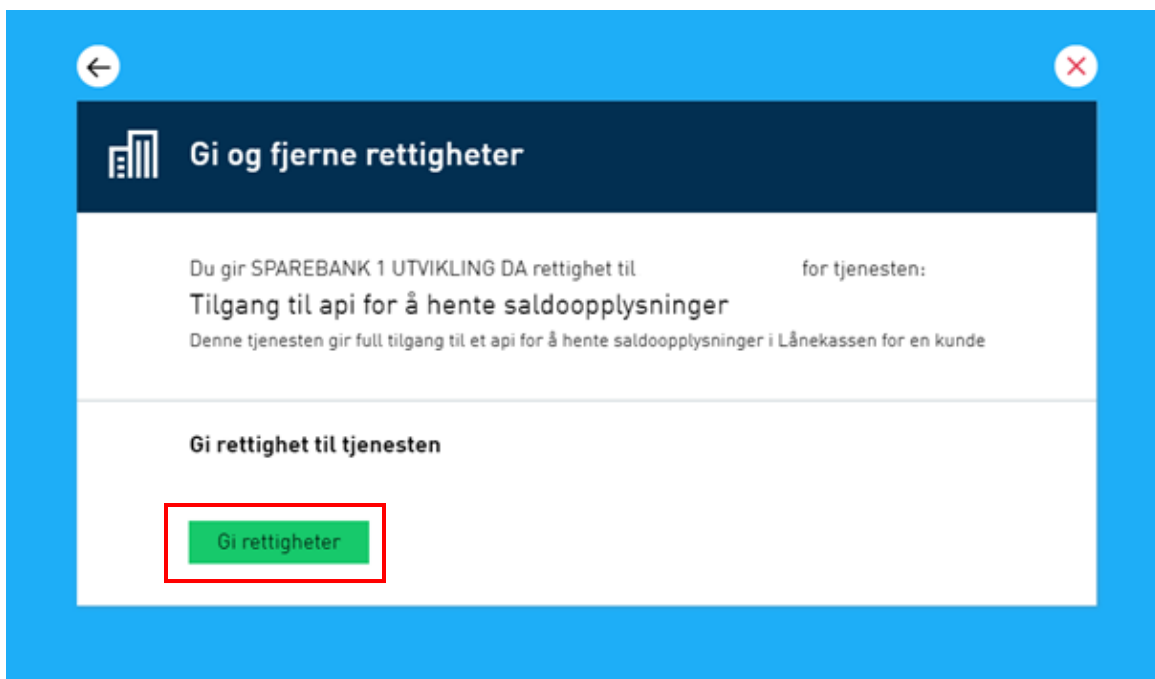 Gi og fjerne rettigheter
Du gir SPAREBANK 1 UTVIKLING DA rettighet til for tjenesten:
Tilgang til api for å hente saldoopplysninger
Denne tjenesten gir full tilgang til et api for å hente saldoopplysninger i Lånekassen for en kunde
Gi rettighet til tjenesten
Gi rettigheter